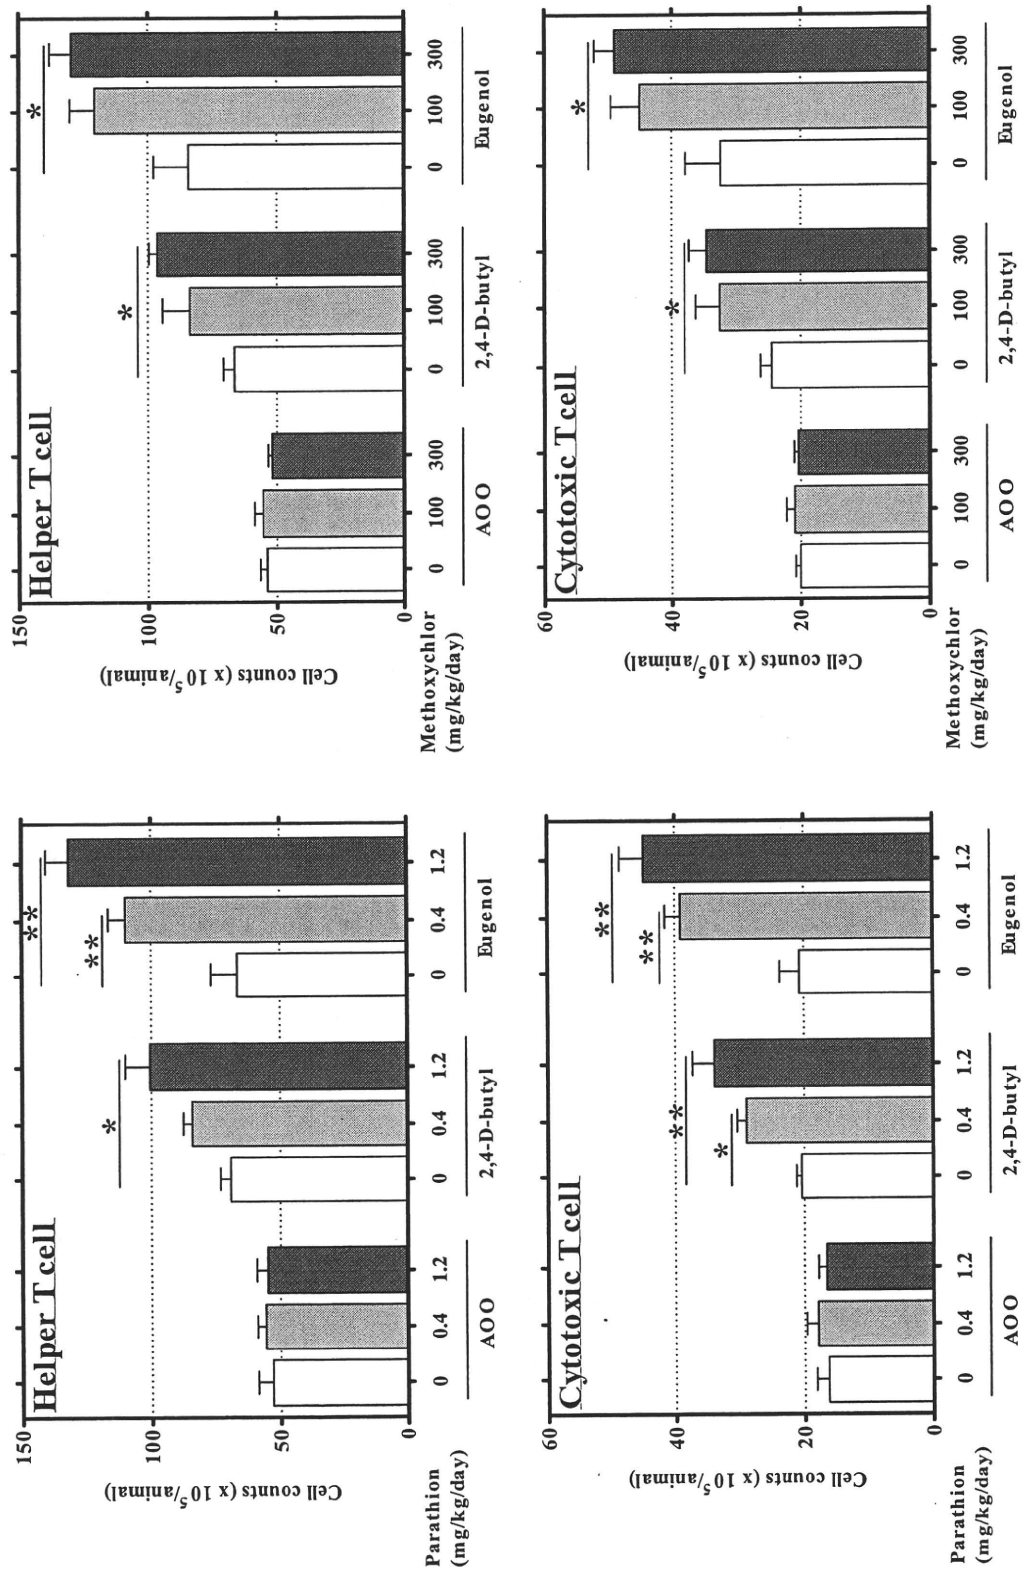 Helper T cell
150
100
50
0
Cell counts (x 10⁵/animal)
**
**
*
Parathion
(mg/kg/day)
0 0.4 1.2 0 0.4 1.2 0 0.4 1.2
AOO 2,4-D-butyl Eugenol
Helper T cell
150
100
50
0
Cell counts (x 10⁵/animal)
*
*
Methoxychlor
(mg/kg/day)
0 100 300 0 100 300 0 100 300
AOO 2,4-D-butyl Eugenol
Cytotoxic T cell
60
40
20
0
Cell counts (x 10⁵/animal)
**
**
**
*
Parathion
(mg/kg/day)
0 0.4 1.2 0 0.4 1.2 0 0.4 1.2
AOO 2,4-D-butyl Eugenol
Cytotoxic T cell
60
40
20
0
Cell counts (x 10⁵/animal)
*
*
Methoxychlor
(mg/kg/day)
0 100 300 0 100 300 0 100 300
AOO 2,4-D-butyl Eugenol